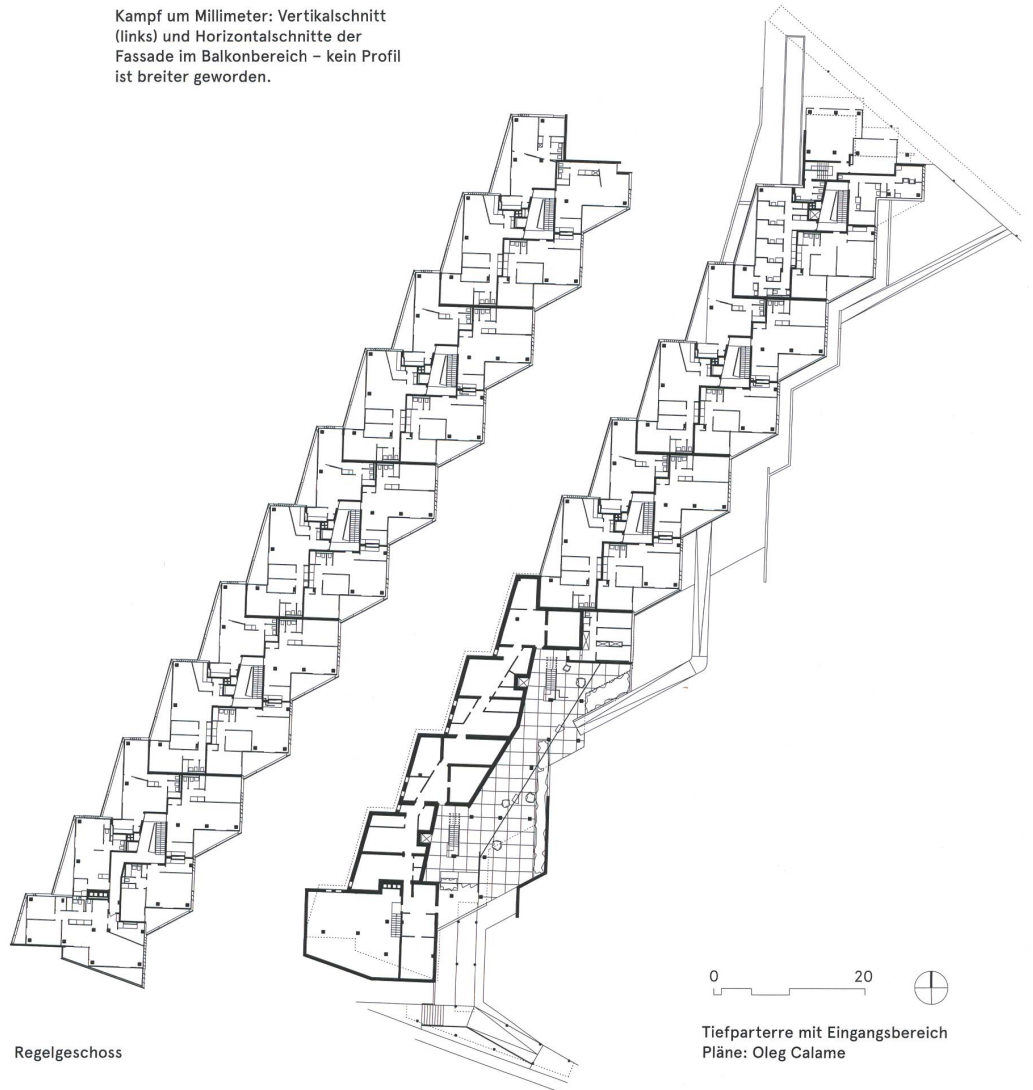 Kampf um Millimeter: Vertikalschnitt
(links) und Horizontalschnitte der
Fassade im Balkonbereich – kein Profil
ist breiter geworden.
0 20
Tiefparterre mit Eingangsbereich
Pläne: Oleg Calame
Regelgeschoss